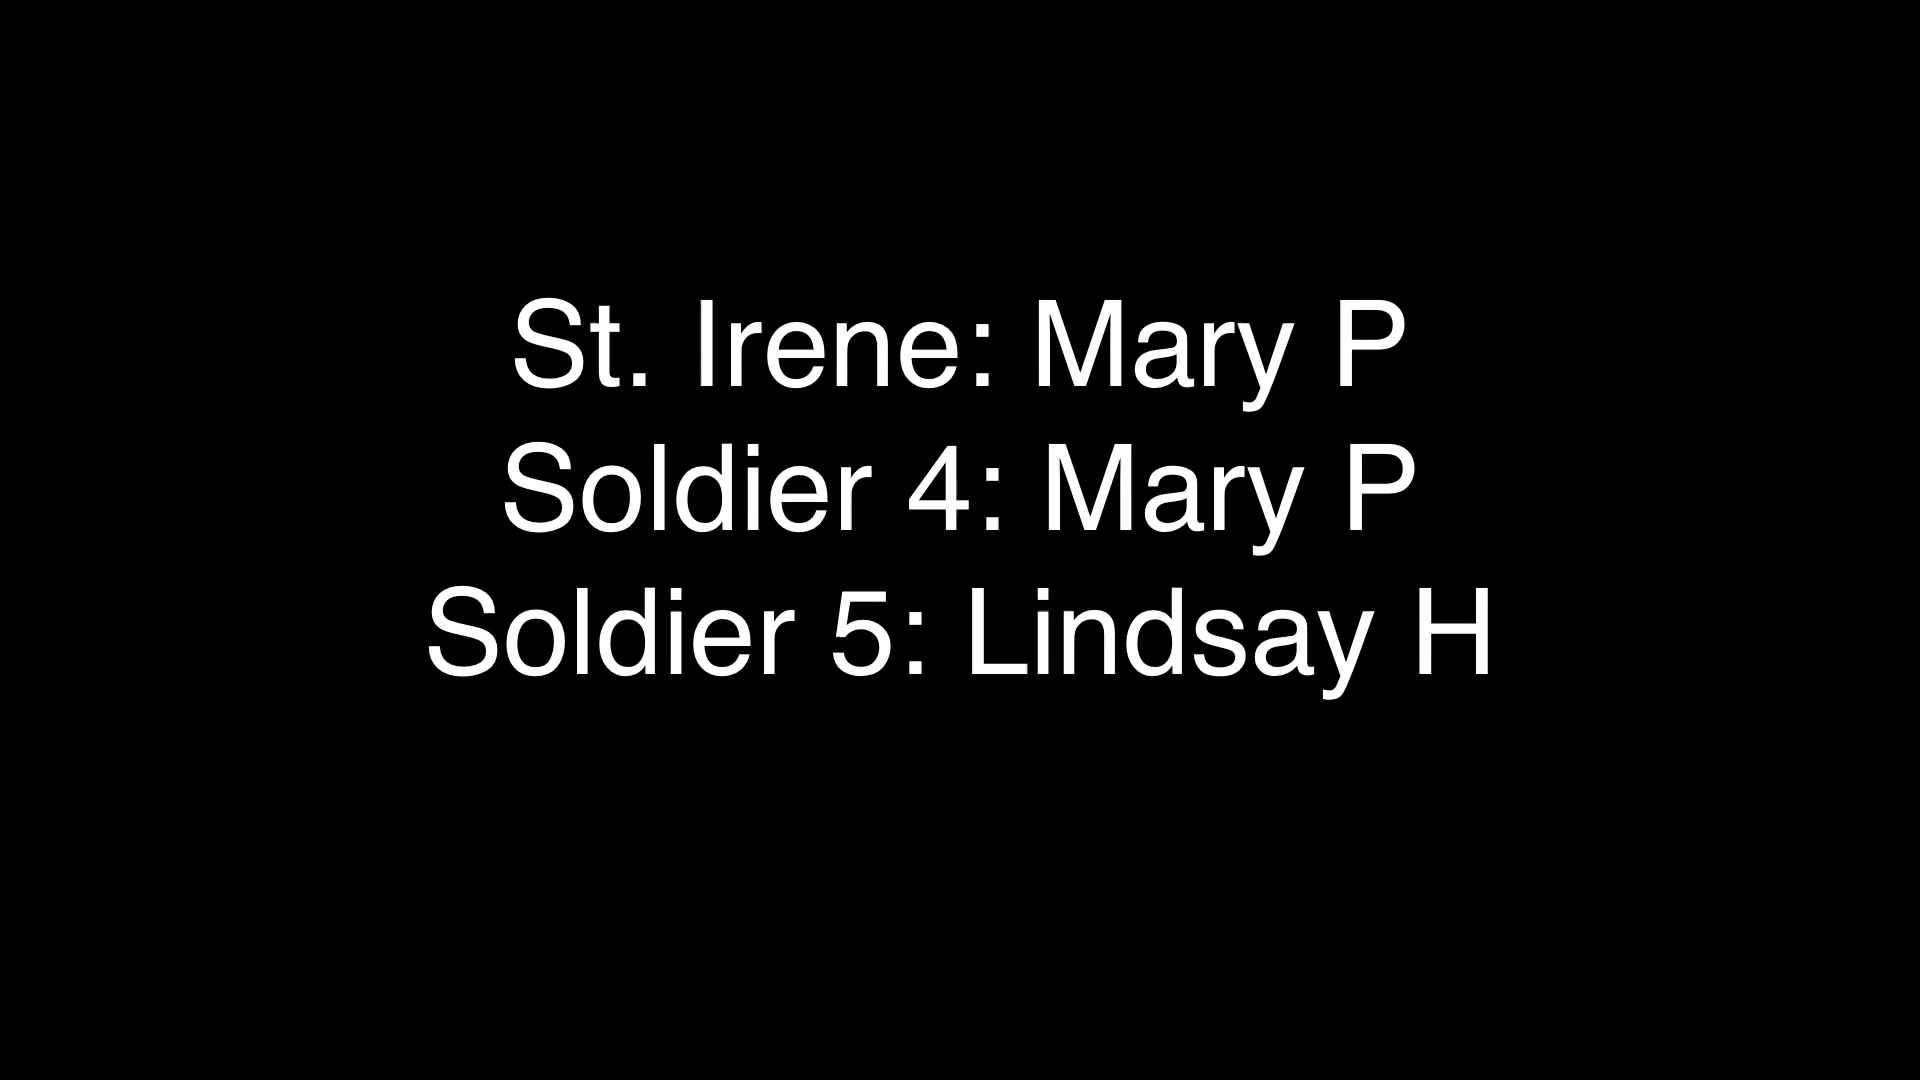 St. Irene: Mary P
Soldier 4: Mary P
Soldier 5: Lindsay H